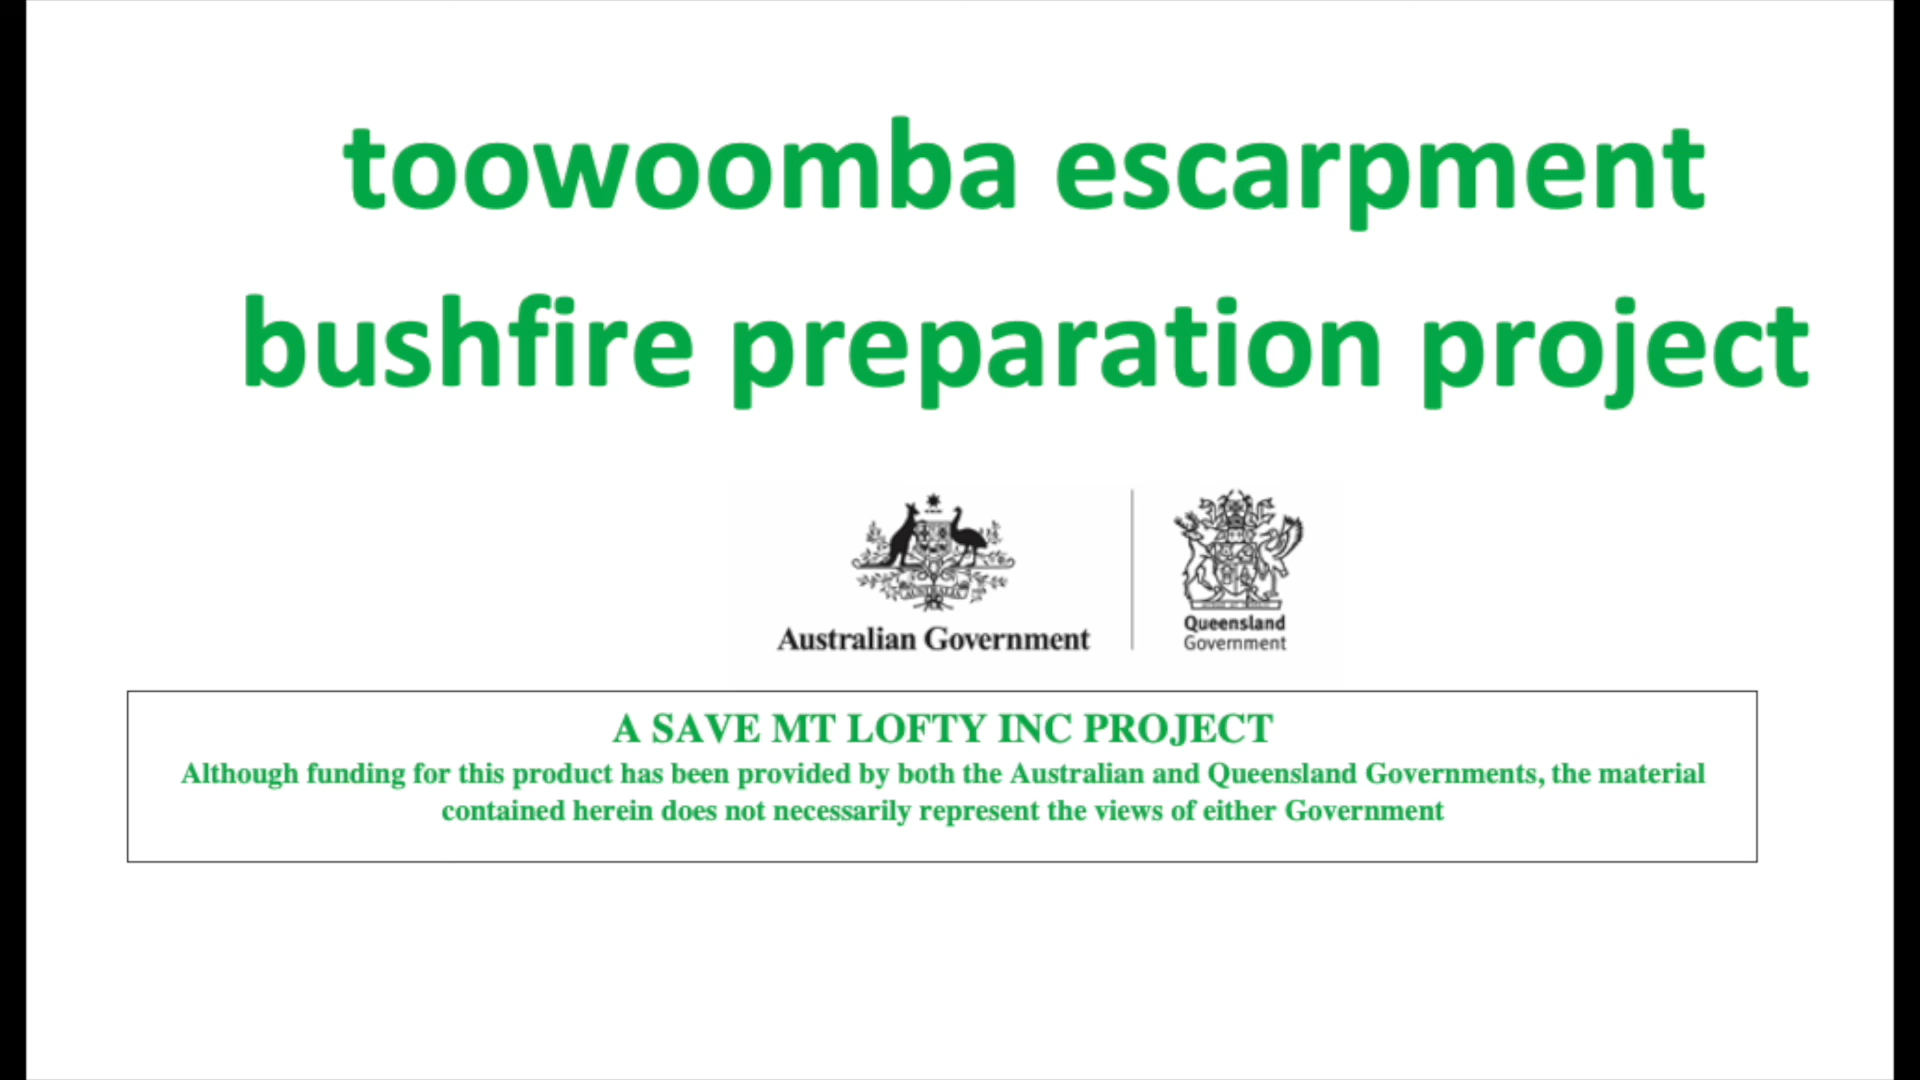 toowoomba escarpment
bushfire preparation project
AUSTRALIA
Australian Government
Queensland
Government
A SAVE MT LOFTY INC PROJECT
Although funding for this product has been provided by both the Australian and Queensland Governments, the material
contained herein does not necessarily represent the views of either Government